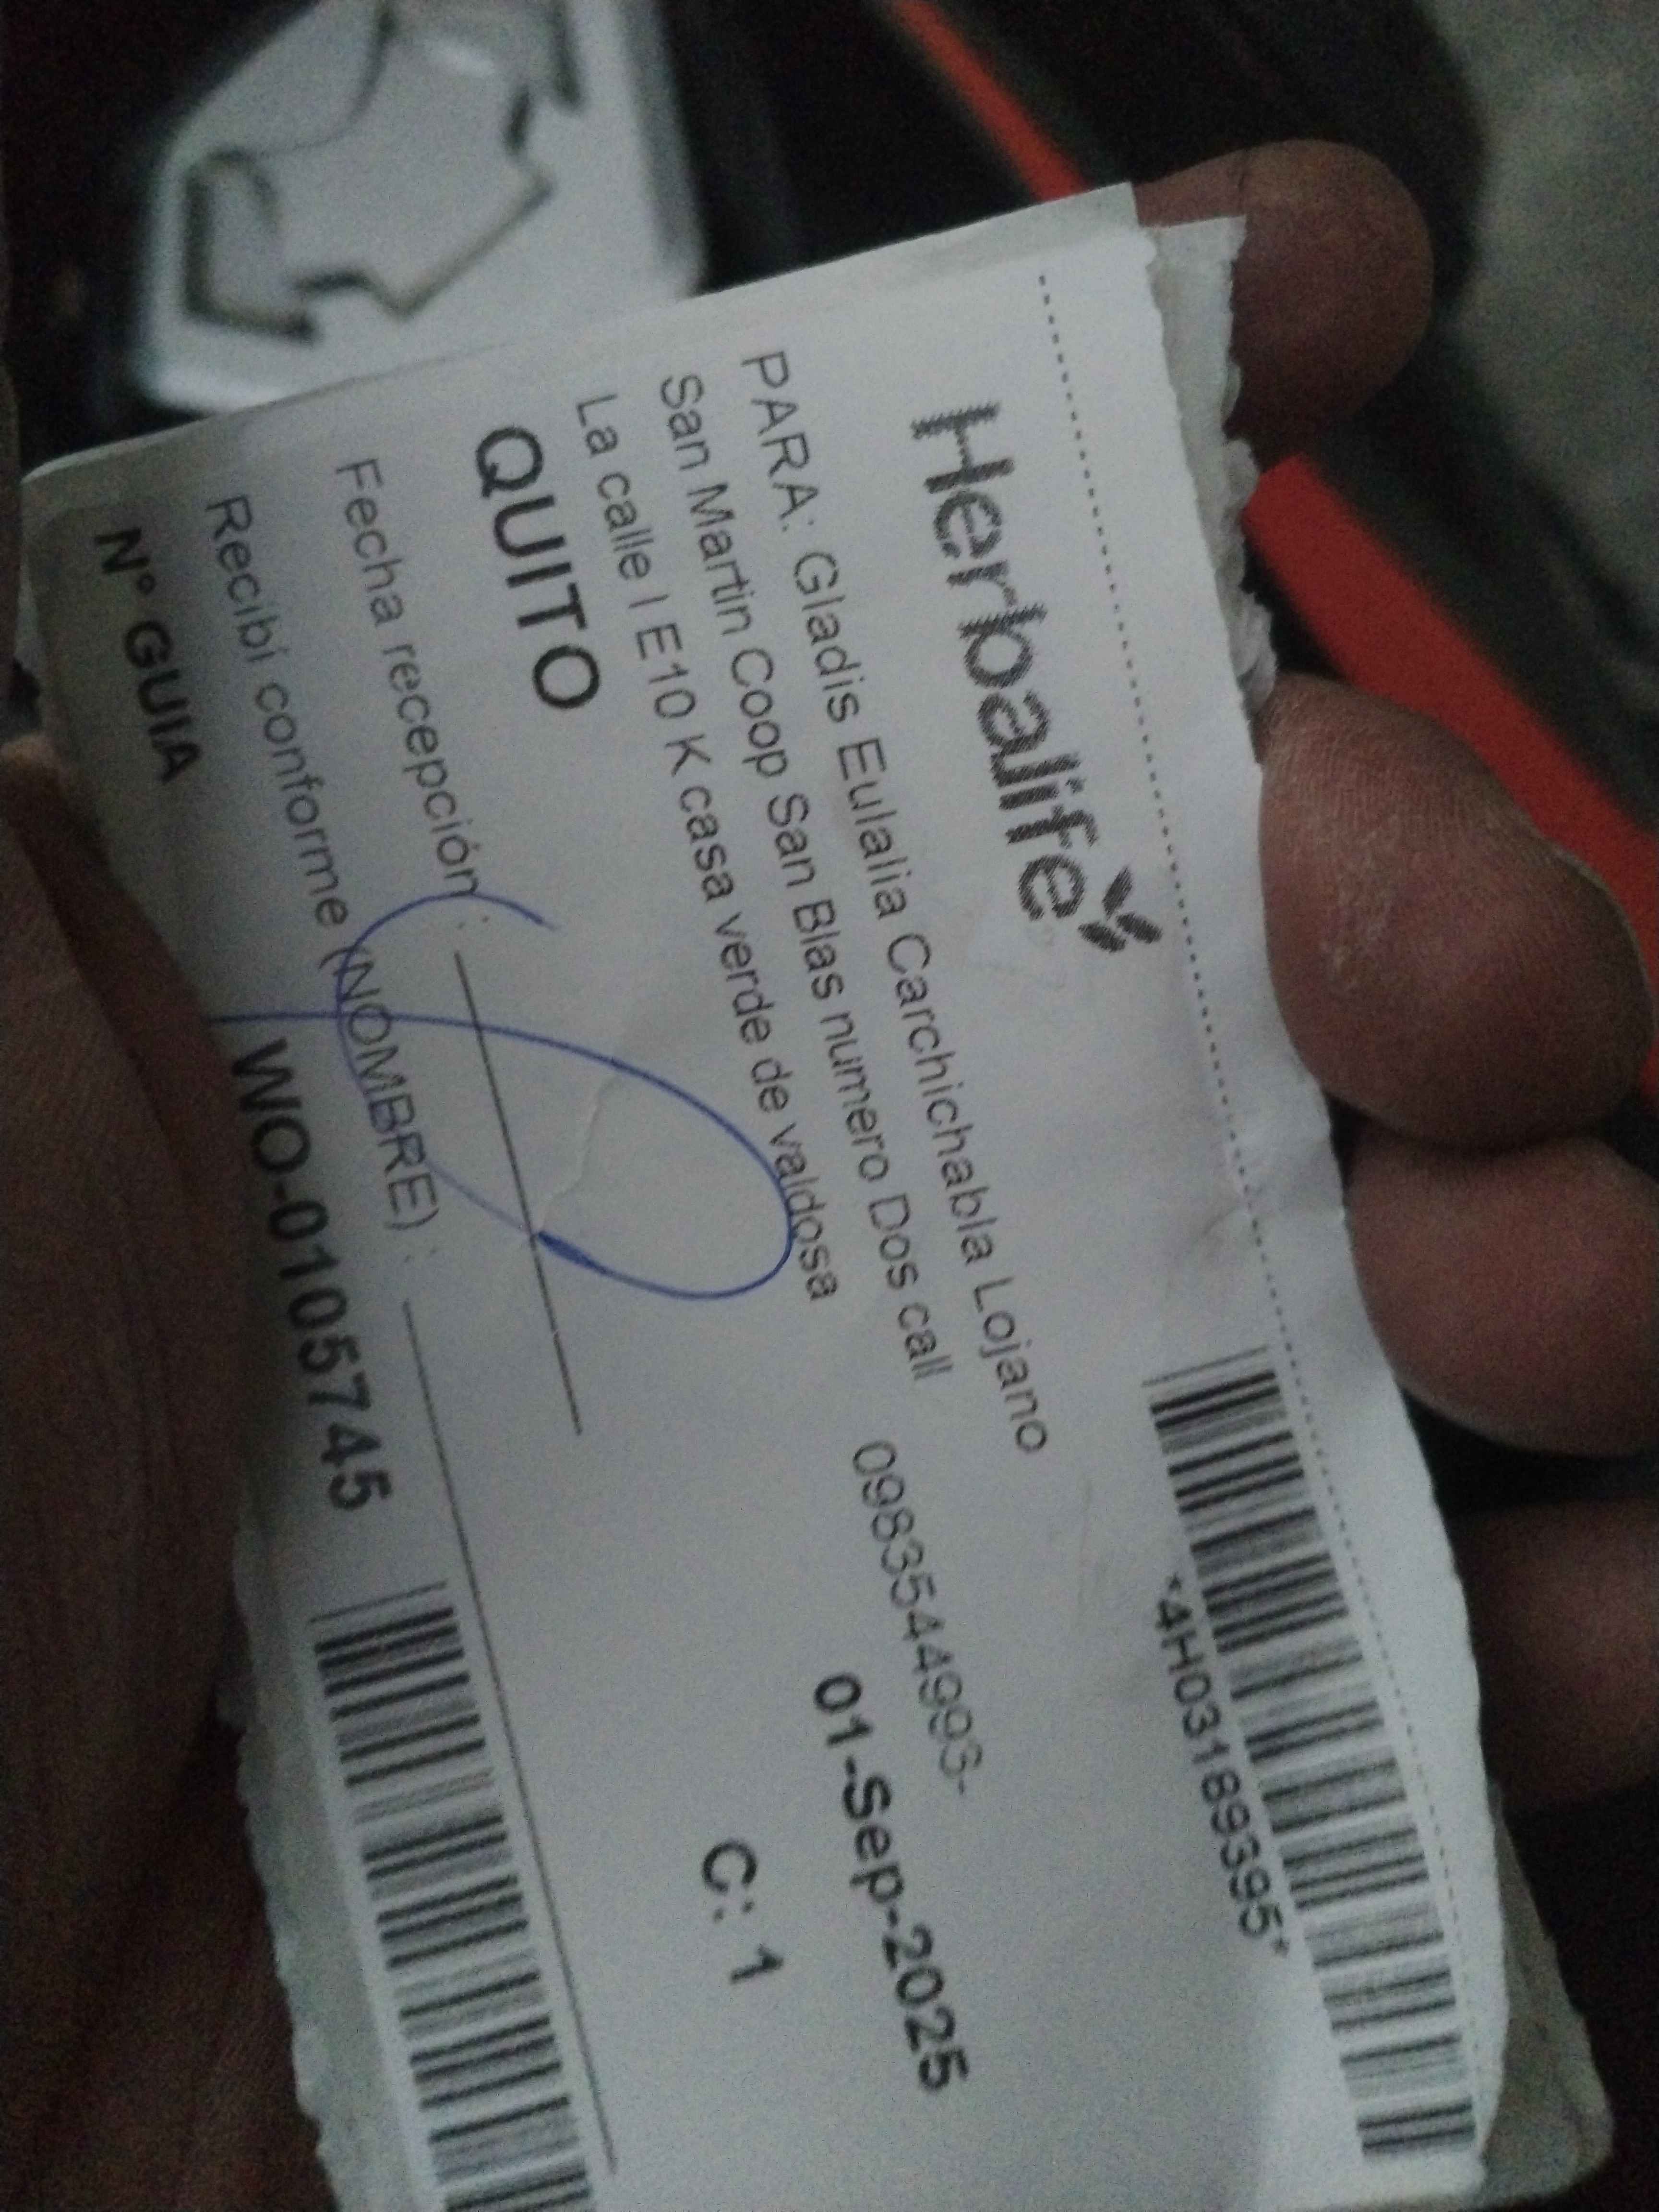 Herbalife
*4H03189395*
PARA: Gladis Eulalia Carchichabla Lojano
San Martin Coop San Blas numero Dos call
0983544993-
La calle I E10 K casa verde de valdosa
01-Sep-2025
QUITO
C: 1
Fecha recepción :
Recibí conforme (NOMBRE) :
N° GUIA
WO-0105745